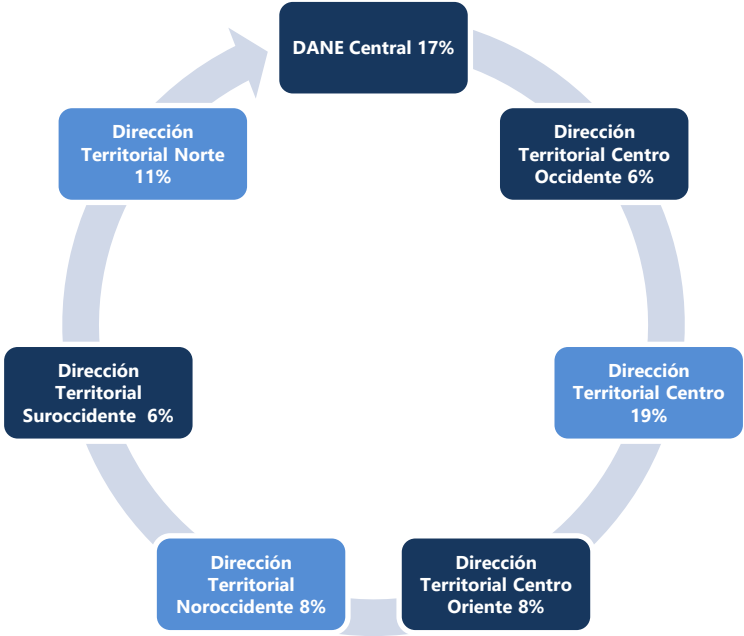 DANE Central 17%
Dirección
Territorial Centro
Occidente 6%
Dirección
Territorial Centro
19%
Dirección
Territorial Centro
Oriente 8%
Dirección
Territorial
Noroccidente 8%
Dirección
Territorial
Suroccidente 6%
Dirección
Territorial Norte
11%